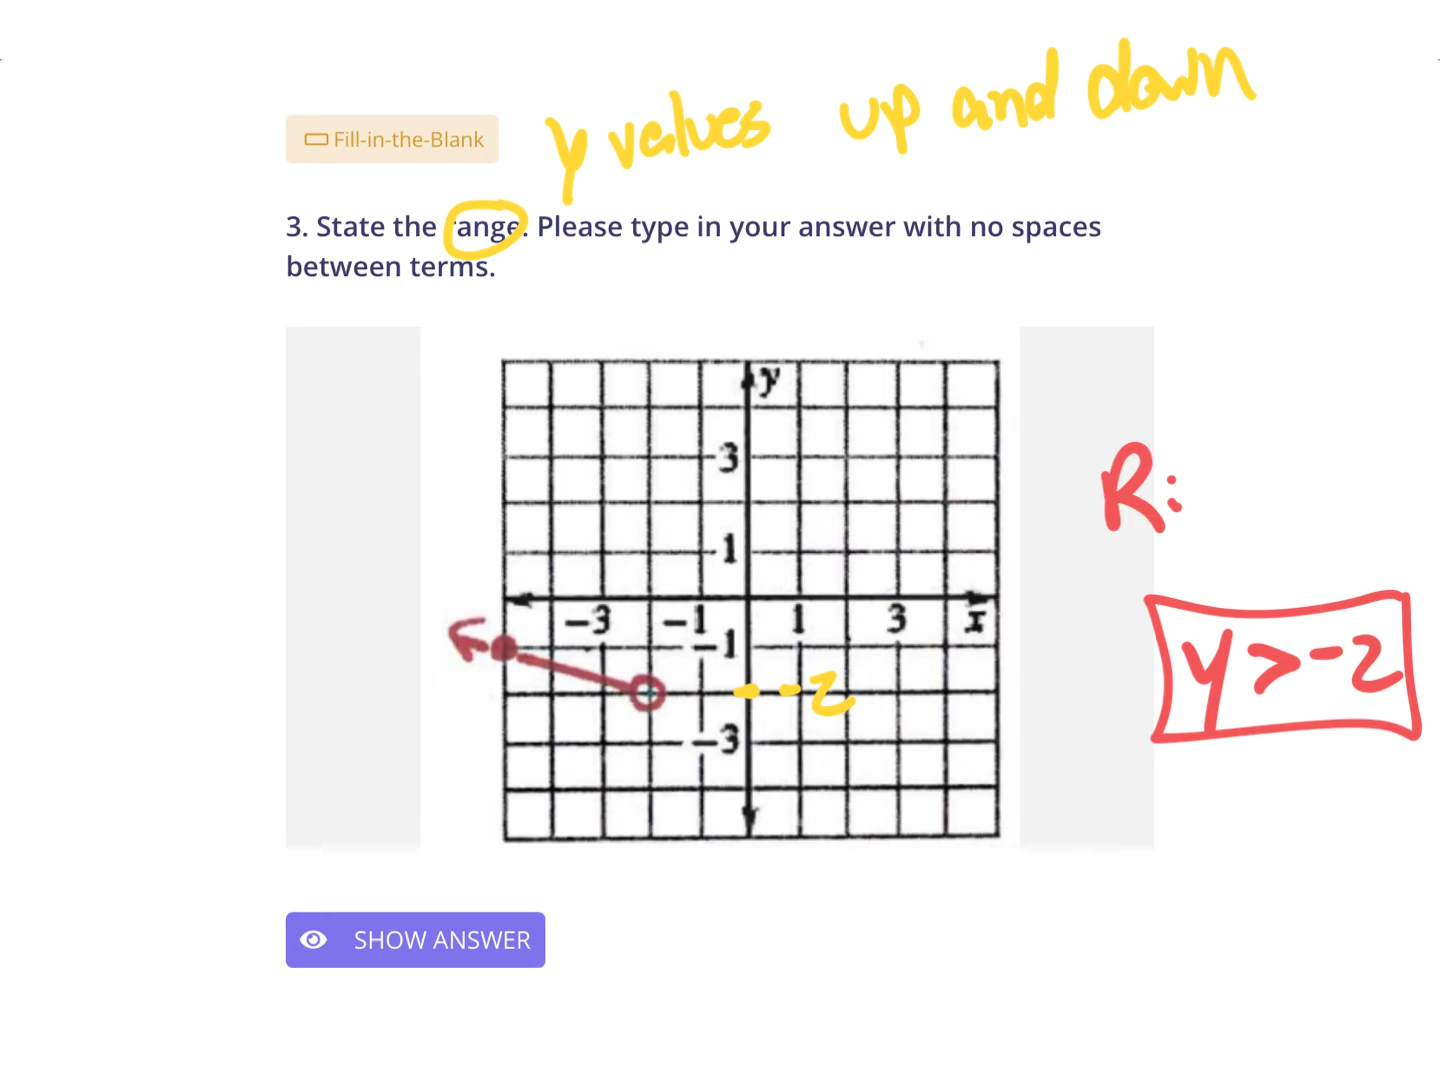 y values up and down
Fill-in-the-Blank
3. State the range. Please type in your answer with no spaces
between terms.
y
3
1
-3 -1 1 3 x
-1
-2
-3
R:
y > -2
SHOW ANSWER